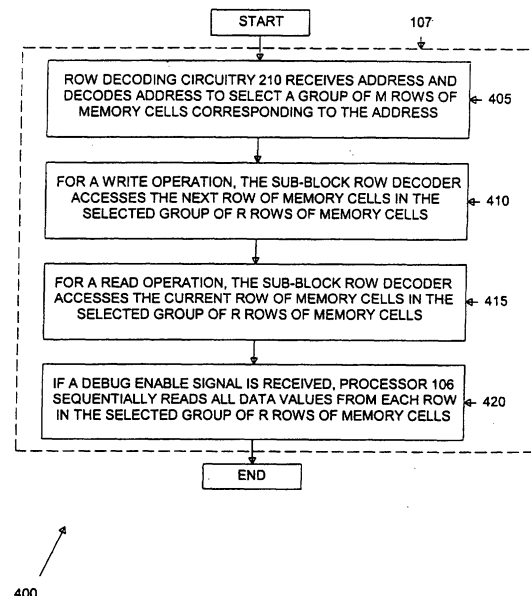 START
107
ROW DECODING CIRCUITRY 210 RECEIVES ADDRESS AND
DECODES ADDRESS TO SELECT A GROUP OF M ROWS OF
MEMORY CELLS CORRESPONDING TO THE ADDRESS
405
FOR A WRITE OPERATION, THE SUB-BLOCK ROW DECODER
ACCESSES THE NEXT ROW OF MEMORY CELLS IN THE
SELECTED GROUP OF R ROWS OF MEMORY CELLS
410
FOR A READ OPERATION, THE SUB-BLOCK ROW DECODER
ACCESSES THE CURRENT ROW OF MEMORY CELLS IN THE
SELECTED GROUP OF R ROWS OF MEMORY CELLS
415
IF A DEBUG ENABLE SIGNAL IS RECEIVED, PROCESSOR 106
SEQUENTIALLY READS ALL DATA VALUES FROM EACH ROW
IN THE SELECTED GROUP OF R ROWS OF MEMORY CELLS
420
END
400